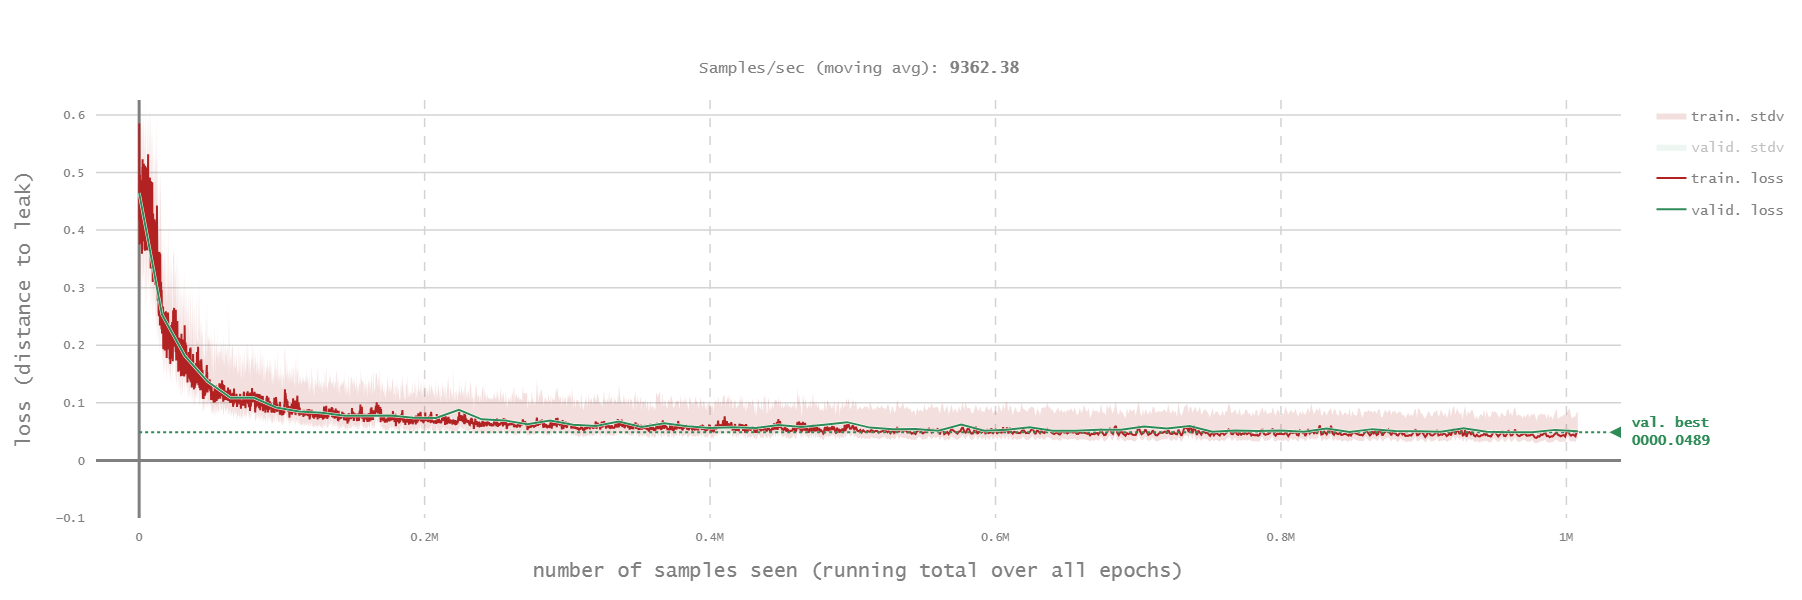 Samples/sec (moving avg): 9362.38
0.6
0.5
0.4
0.3
0.2
0.1
0
−0.1
loss (distance to leak)
0
0.2M
0.4M
0.6M
0.8M
1M
number of samples seen (running total over all epochs)
train. stdv
valid. stdv
train. loss
valid. loss
val. best
0000.0489